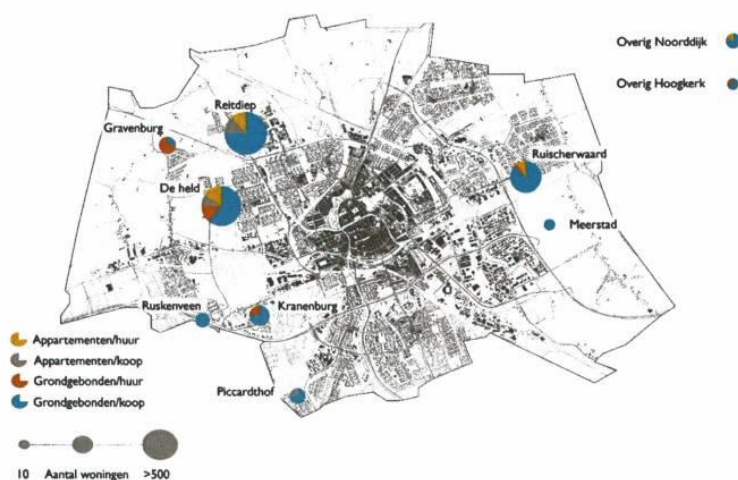 Overig Noorddijk
Overig Hoogkerk
Reitdiep
Gravenburg
Ruischerwaard
De held
Meerstad
Ruskenveen
Kranenburg
Appartementen/huur
Appartementen/koop
Grondgebonden/huur
Grondgebonden/koop
Piccardthof
10 Aantal woningen >500